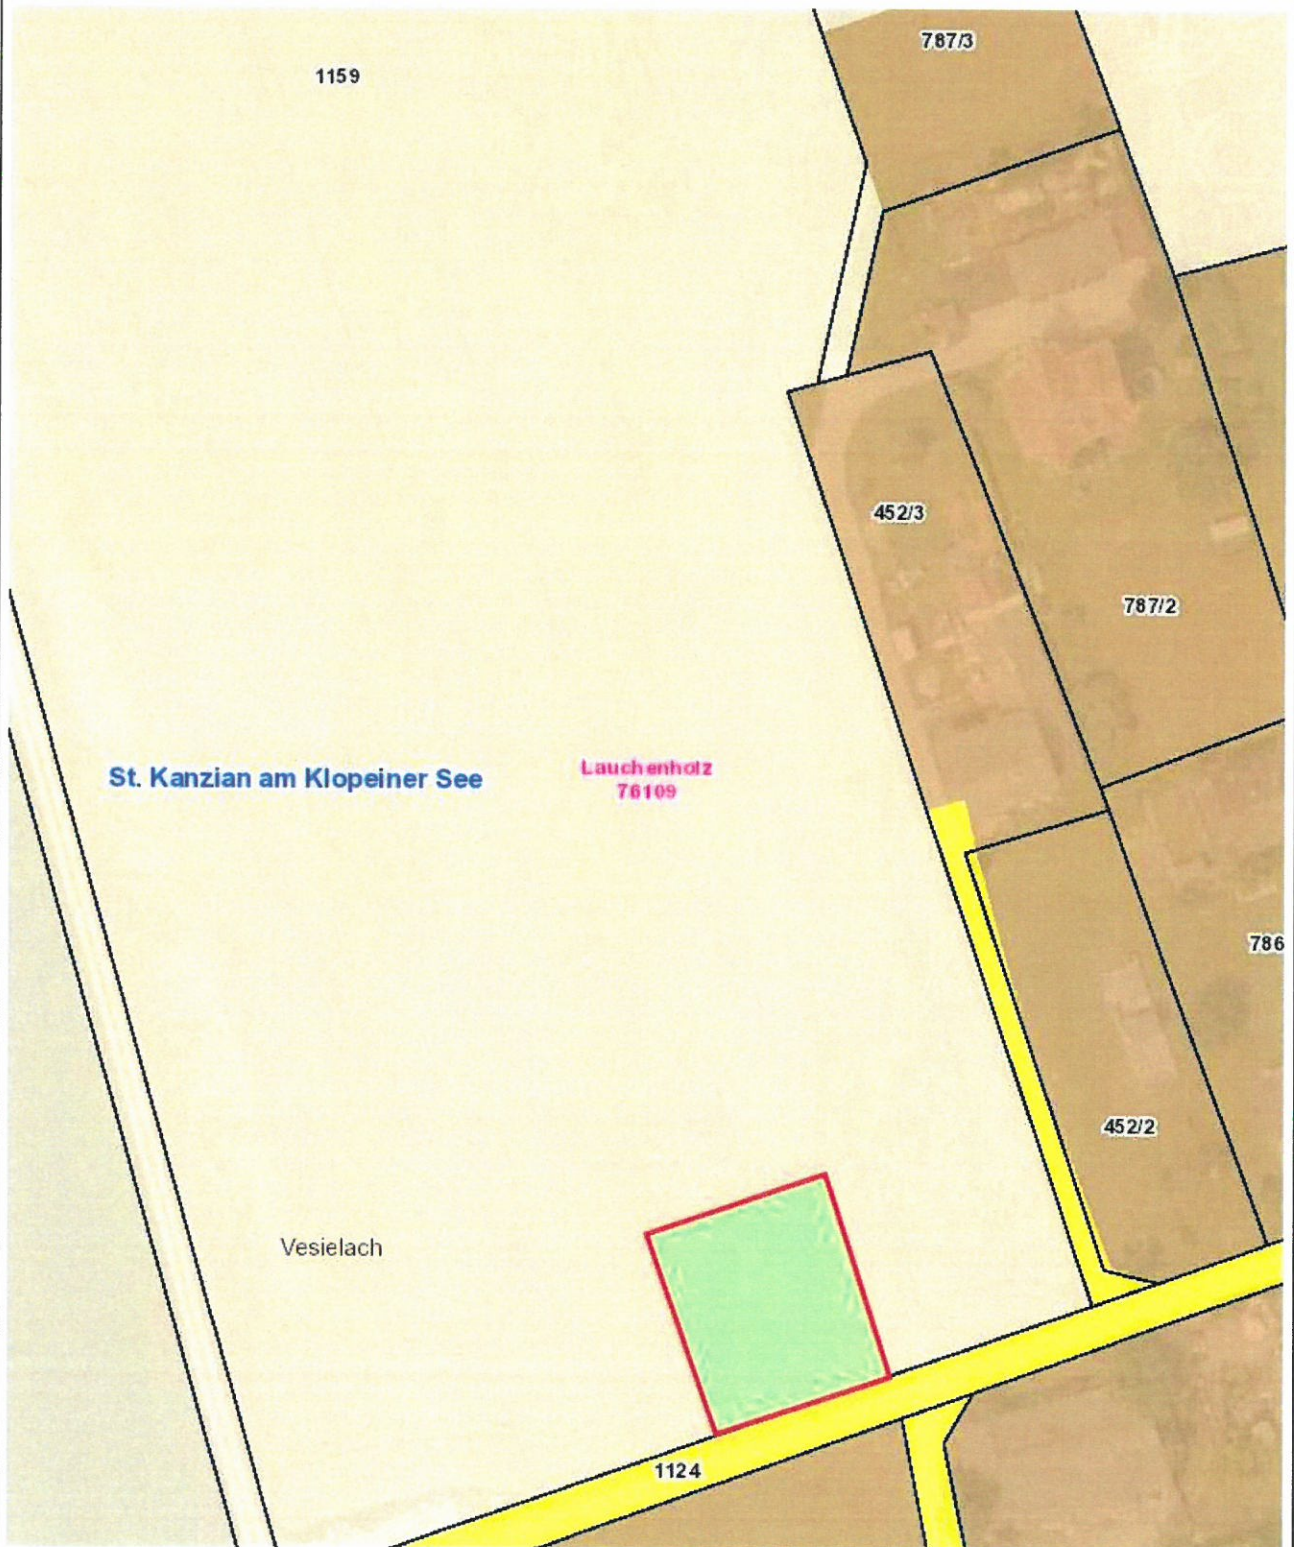 787/3
1159
452/3
787/2
St. Kanzian am Klopeiner See
Lauchenholz
76109
786
452/2
Vesielach
1124